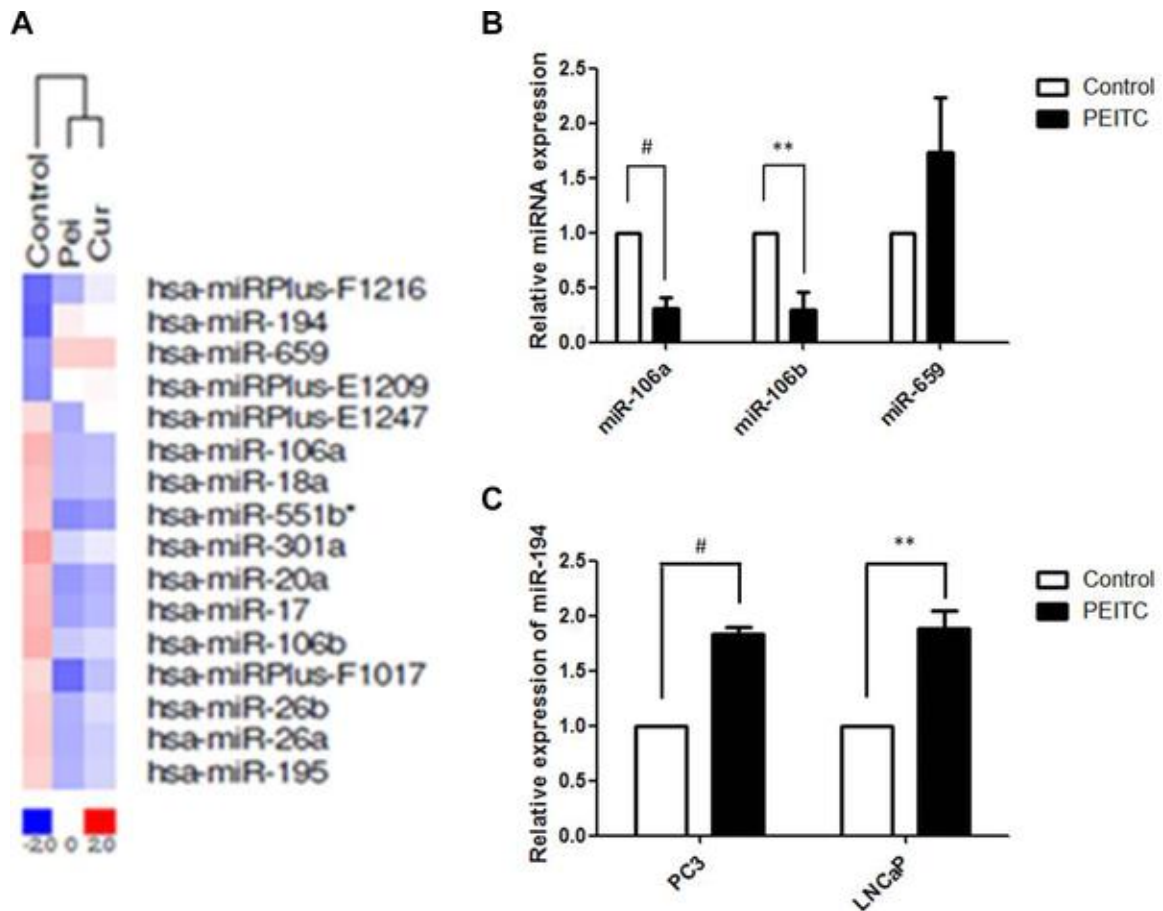 A
Control
Pei
Cur
hsa-miRPlus-F1216
hsa-miR-194
hsa-miR-659
hsa-miRPlus-E1209
hsa-miRPlus-E1247
hsa-miR-106a
hsa-miR-18a
hsa-miR-551b*
hsa-miR-301a
hsa-miR-20a
hsa-miR-17
hsa-miR-106b
hsa-miRPlus-F1017
hsa-miR-26b
hsa-miR-26a
hsa-miR-195
-2.0 0 2.0
B
Relative miRNA expression
2.5
2.0
1.5
1.0
0.5
0.0
#
**
miR-106a
miR-106b
miR-659
Control
PEITC
C
Relative expression of miR-194
2.5
2.0
1.5
1.0
0.5
0.0
#
**
PC3
LNCaP
Control
PEITC